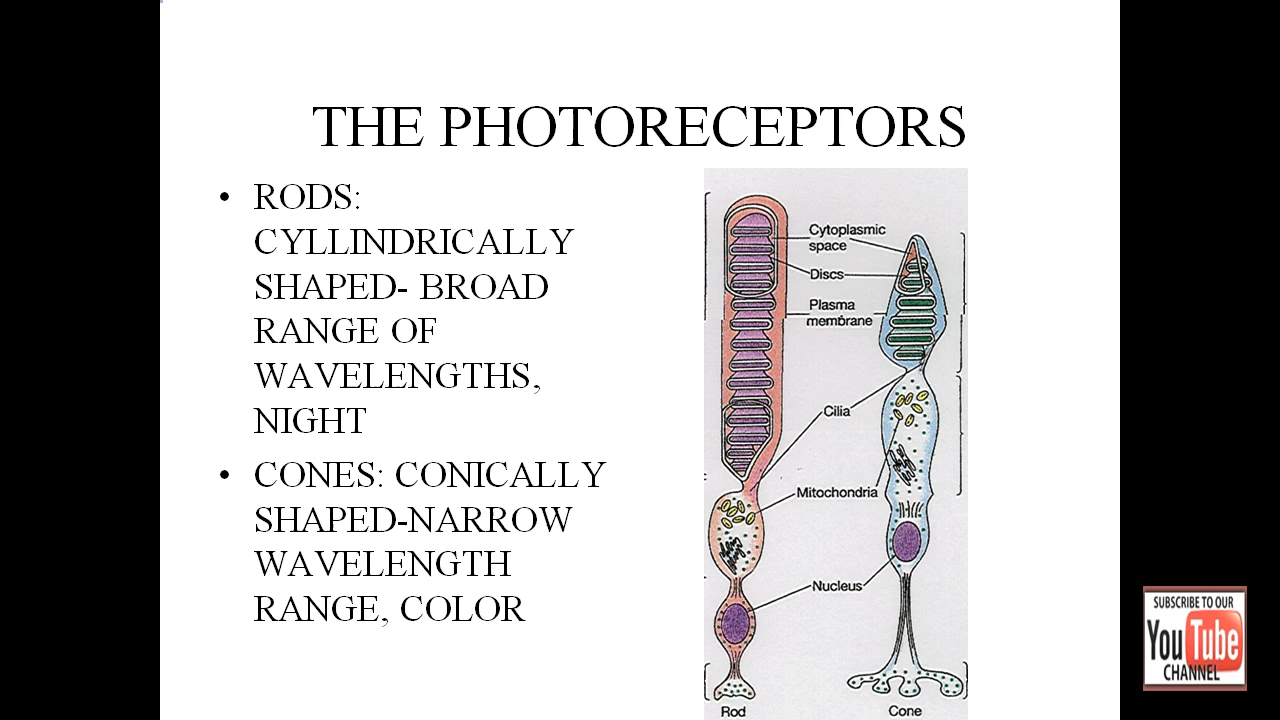 THE PHOTORECEPTORS
• RODS:
CYLLINDRICALLY
SHAPED- BROAD
RANGE OF
WAVELENGTHS,
NIGHT
• CONES: CONICALLY
SHAPED-NARROW
WAVELENGTH
RANGE, COLOR
Cytoplasmic
space
Discs
Plasma
membrane
Cilia
Mitochondria
Nucleus
Rod
Cone
SUBSCRIBE TO OUR
YouTube
CHANNEL